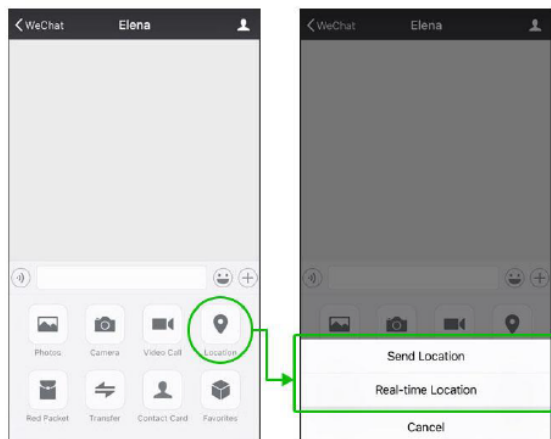 WeChat Elena
Photos Camera Video Call Location
Red Packet Transfer Contact Card Favorites
WeChat Elena
Send Location
Real-time Location
Cancel